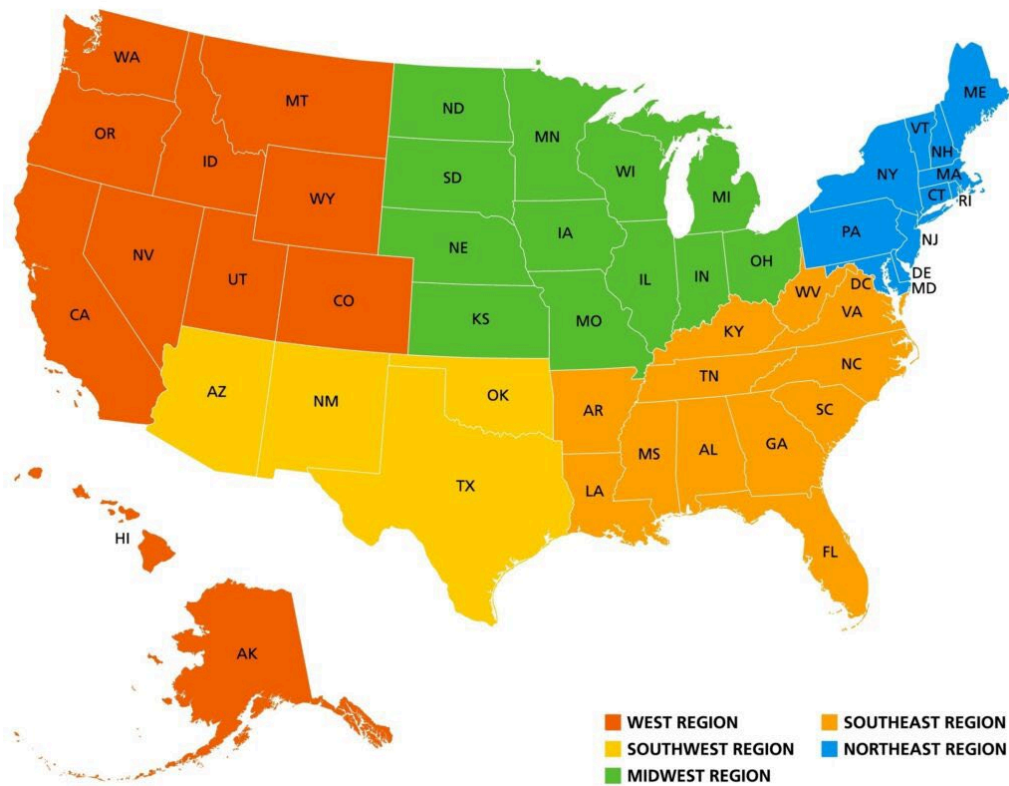 WA
MT
ND
ME
OR
MN
VT
ID
NH
SD
WI
NY
MA
WY
MI
CT
RI
NE
IA
PA
NJ
NV
OH
UT
IL
IN
DE
CO
DC
MD
CA
KS
MO
WV
VA
KY
NC
TN
AZ
OK
NM
AR
SC
MS
AL
GA
TX
LA
HI
FL
AK
WEST REGION
SOUTHWEST REGION
MIDWEST REGION
SOUTHEAST REGION
NORTHEAST REGION